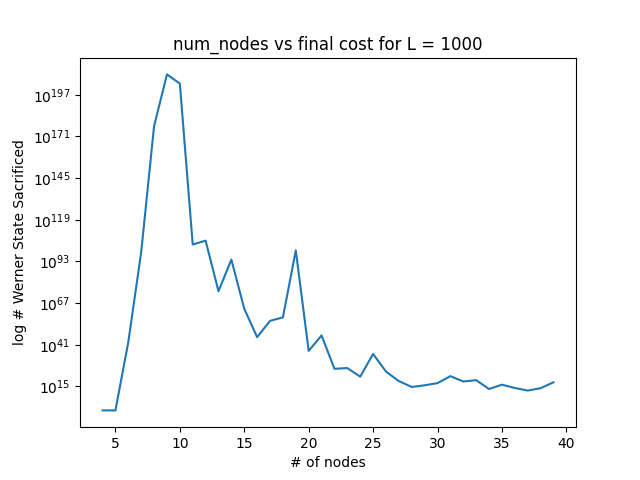 num_nodes vs final cost for L = 1000
log # Werner State Sacrificed
10^197
10^171
10^145
10^119
10^93
10^67
10^41
10^15
5 10 15 20 25 30 35 40
# of nodes